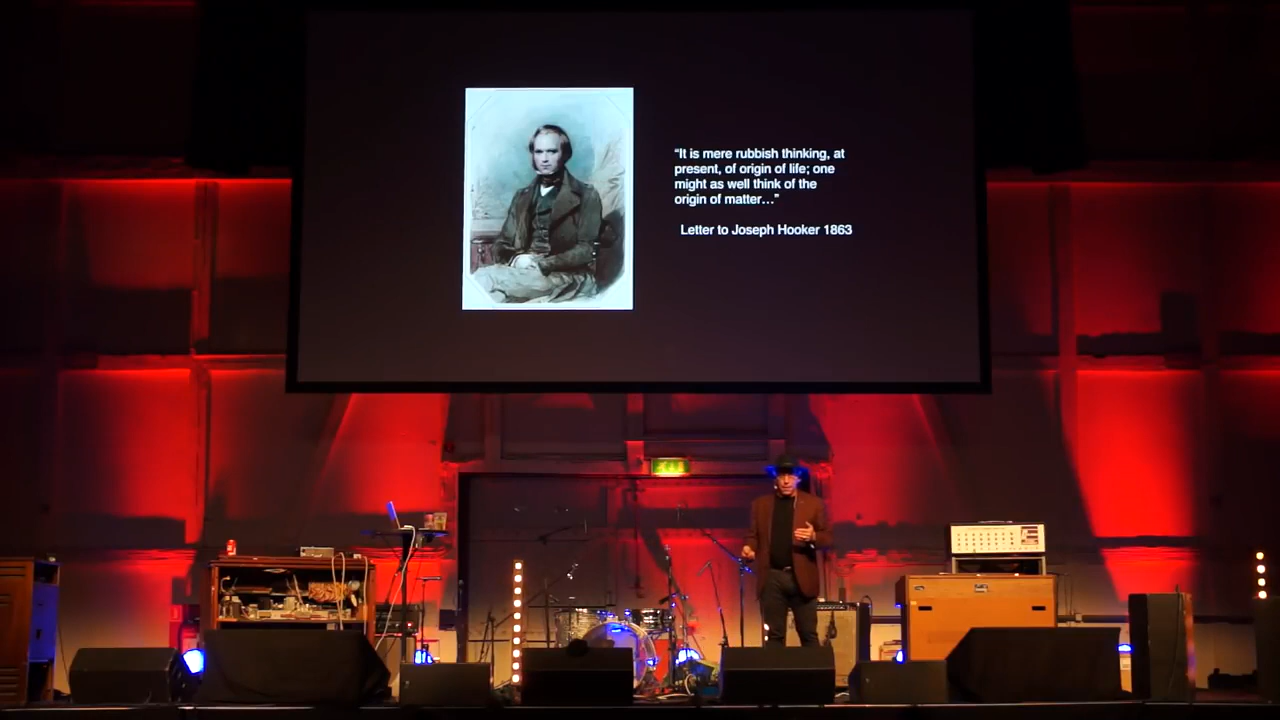 “It is mere rubbish thinking, at
present, of origin of life; one
might as well think of the
origin of matter…”
Letter to Joseph Hooker 1863